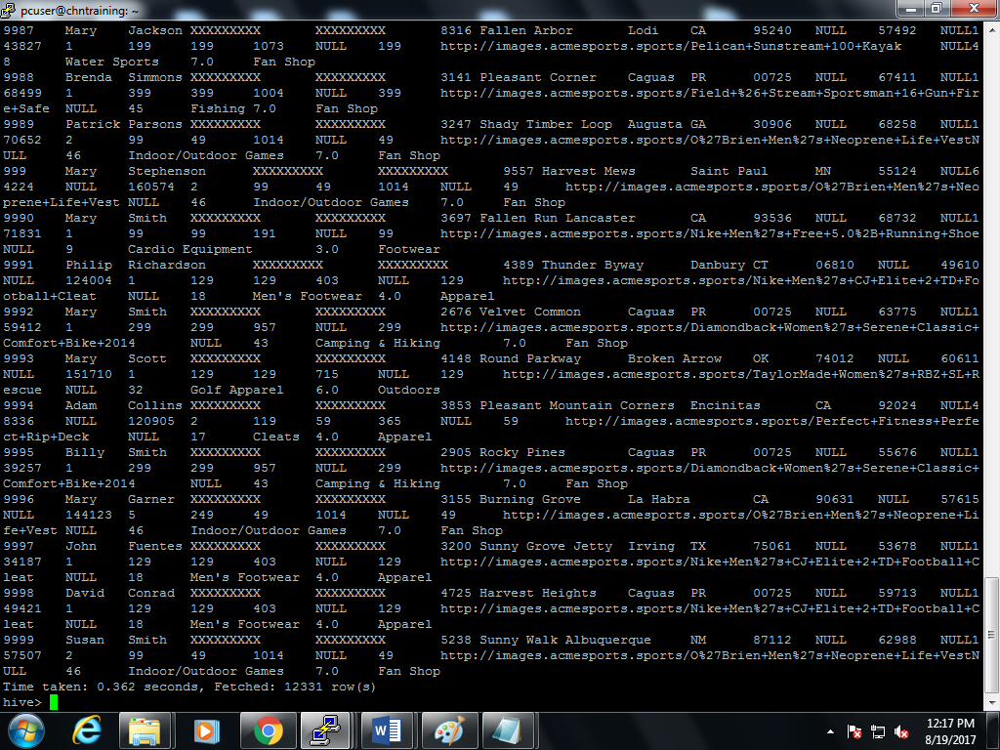 pcuser@chntraining: ~
9987 Mary Jackson XXXXXXXXX XXXXXXXXX 8316 Fallen Arbor Lodi CA 95240 NULL 57492 NULL1
43827 1 199 199 1073 NULL 199 http://images.acmesports.sports/Pelican+Sunstream+100+Kayak NULL4
8 Water Sports 7.0 Fan Shop
9988 Brenda Simmons XXXXXXXXX XXXXXXXXX 3141 Pleasant Corner Caguas PR 00725 NULL 67411 NULL1
68499 1 399 399 1004 NULL 399 http://images.acmesports.sports/Field+%26+Stream+Sportsman+16+Gun+Fir
e+Safe NULL 45 Fishing 7.0 Fan Shop
9989 Patrick Parsons XXXXXXXXX XXXXXXXXX 3247 Shady Timber Loop Augusta GA 30906 NULL 68258 NULL1
70652 2 99 49 1014 NULL 49 http://images.acmesports.sports/O%27Brien+Men%27s+Neoprene+Life+VestN
ULL 46 Indoor/Outdoor Games 7.0 Fan Shop
999 Mary Stephenson XXXXXXXXX XXXXXXXXX 9557 Harvest Mews Saint Paul MN 55124 NULL6
4224 NULL 160574 2 99 49 1014 NULL 49 http://images.acmesports.sports/O%27Brien+Men%27s+Neo
prene+Life+Vest NULL 46 Indoor/Outdoor Games 7.0 Fan Shop
9990 Mary Smith XXXXXXXXX XXXXXXXXX 3697 Fallen Run Lancaster CA 93536 NULL 68732 NULL1
71831 1 99 99 191 NULL 99 http://images.acmesports.sports/Nike+Men%27s+Free+5.0%2B+Running+Shoe
NULL 9 Cardio Equipment 3.0 Footwear
9991 Philip Richardson XXXXXXXXX XXXXXXXXX 4389 Thunder Byway Danbury CT 06810 NULL 49610
NULL 124004 1 129 129 403 NULL 129 http://images.acmesports.sports/Nike+Men%27s+CJ+Elite+2+TD+Fo
otball+Cleat NULL 18 Men's Footwear 4.0 Apparel
9992 Mary Smith XXXXXXXXX XXXXXXXXX 2676 Velvet Common Caguas PR 00725 NULL 63775 NULL1
59412 1 299 299 957 NULL 299 http://images.acmesports.sports/Diamondback+Women%27s+Serene+Classic+
Comfort+Bike+2014 NULL 43 Camping & Hiking 7.0 Fan Shop
9993 Mary Scott XXXXXXXXX XXXXXXXXX 4148 Round Parkway Broken Arrow OK 74012 NULL 60611
NULL 151710 1 129 129 715 NULL 129 http://images.acmesports.sports/TaylorMade+Women%27s+RBZ+SL+R
escue NULL 32 Golf Apparel 6.0 Outdoors
9994 Adam Collins XXXXXXXXX XXXXXXXXX 3853 Pleasant Mountain Corners Encinitas CA 92024 NULL4
8336 NULL 120905 2 119 59 365 NULL 59 http://images.acmesports.sports/Perfect+Fitness+Perfe
ct+Rip+Deck NULL 17 Cleats 4.0 Apparel
9995 Billy Smith XXXXXXXXX XXXXXXXXX 2905 Rocky Pines Caguas PR 00725 NULL 55676 NULL1
39257 1 299 299 957 NULL 299 http://images.acmesports.sports/Diamondback+Women%27s+Serene+Classic+
Comfort+Bike+2014 NULL 43 Camping & Hiking 7.0 Fan Shop
9996 Mary Garner XXXXXXXXX XXXXXXXXX 3155 Burning Grove La Habra CA 90631 NULL 57615
NULL 144123 5 249 49 1014 NULL 49 http://images.acmesports.sports/O%27Brien+Men%27s+Neoprene+Li
fe+Vest NULL 46 Indoor/Outdoor Games 7.0 Fan Shop
9997 John Fuentes XXXXXXXXX XXXXXXXXX 3200 Sunny Grove Jetty Irving TX 75061 NULL 53678 NULL1
34187 1 129 129 403 NULL 129 http://images.acmesports.sports/Nike+Men%27s+CJ+Elite+2+TD+Football+C
leat NULL 18 Men's Footwear 4.0 Apparel
9998 David Conrad XXXXXXXXX XXXXXXXXX 4725 Harvest Heights Caguas PR 00725 NULL 59713 NULL1
49421 1 129 129 403 NULL 129 http://images.acmesports.sports/Nike+Men%27s+CJ+Elite+2+TD+Football+C
leat NULL 18 Men's Footwear 4.0 Apparel
9999 Susan Smith XXXXXXXXX XXXXXXXXX 5238 Sunny Walk Albuquerque NM 87112 NULL 62988 NULL1
57507 2 99 49 1014 NULL 49 http://images.acmesports.sports/O%27Brien+Men%27s+Neoprene+Life+VestN
ULL 46 Indoor/Outdoor Games 7.0 Fan Shop
Time taken: 0.362 seconds, Fetched: 12331 row(s)
hive>
12:17 PM
8/19/2017